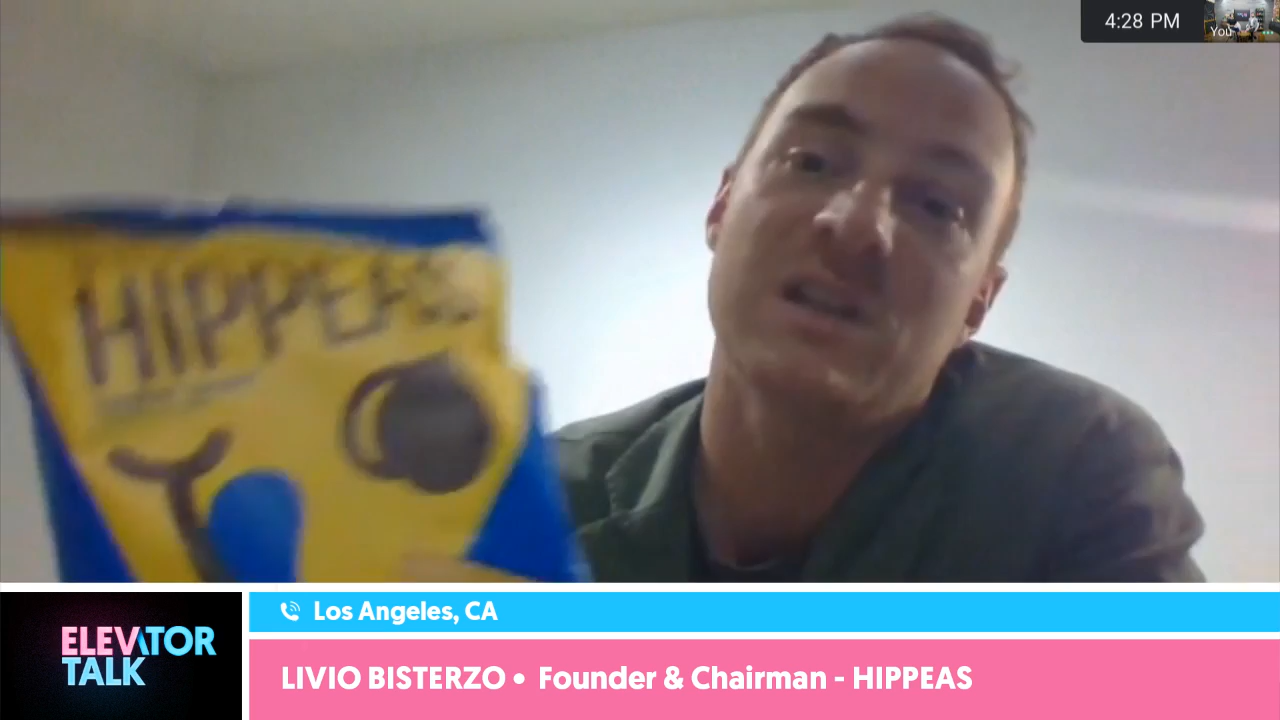 4:28 PM
You
HIPPEAS
Los Angeles, CA
ELEVATOR
TALK
LIVIO BISTERZO • Founder & Chairman - HIPPEAS